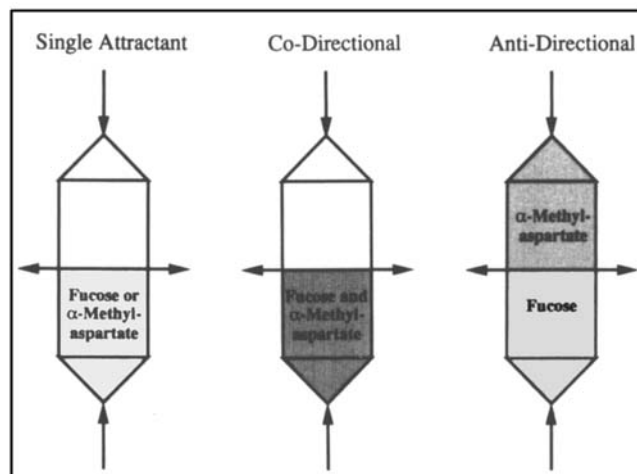 Single Attractant
Co-Directional
Anti-Directional
Fucose or
α-Methyl-
aspartate
Fucose and
α-Methyl-
aspartate
α-Methyl-
aspartate
Fucose